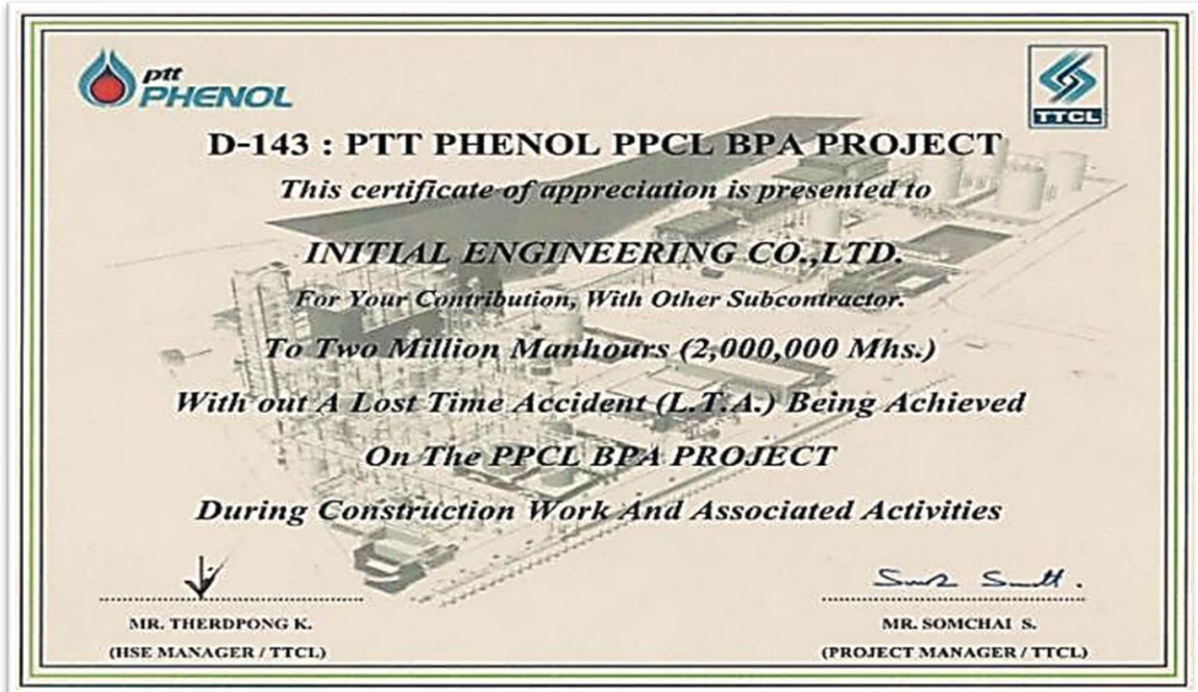 ptt
PHENOL
TTCL
D-143 : PTT PHENOL PPCL BPA PROJECT
This certificate of appreciation is presented to
INITIAL ENGINEERING CO.,LTD.
For Your Contribution, With Other Subcontractor.
To Two Million Manhours (2,000,000 Mhs.)
With out A Lost Time Accident (L.T.A.) Being Achieved
On The PPCL BPA PROJECT
During Construction Work And Associated Activities
MR. THERDPONG K.
(HSE MANAGER / TTCL)
MR. SOMCHAI S.
(PROJECT MANAGER / TTCL)